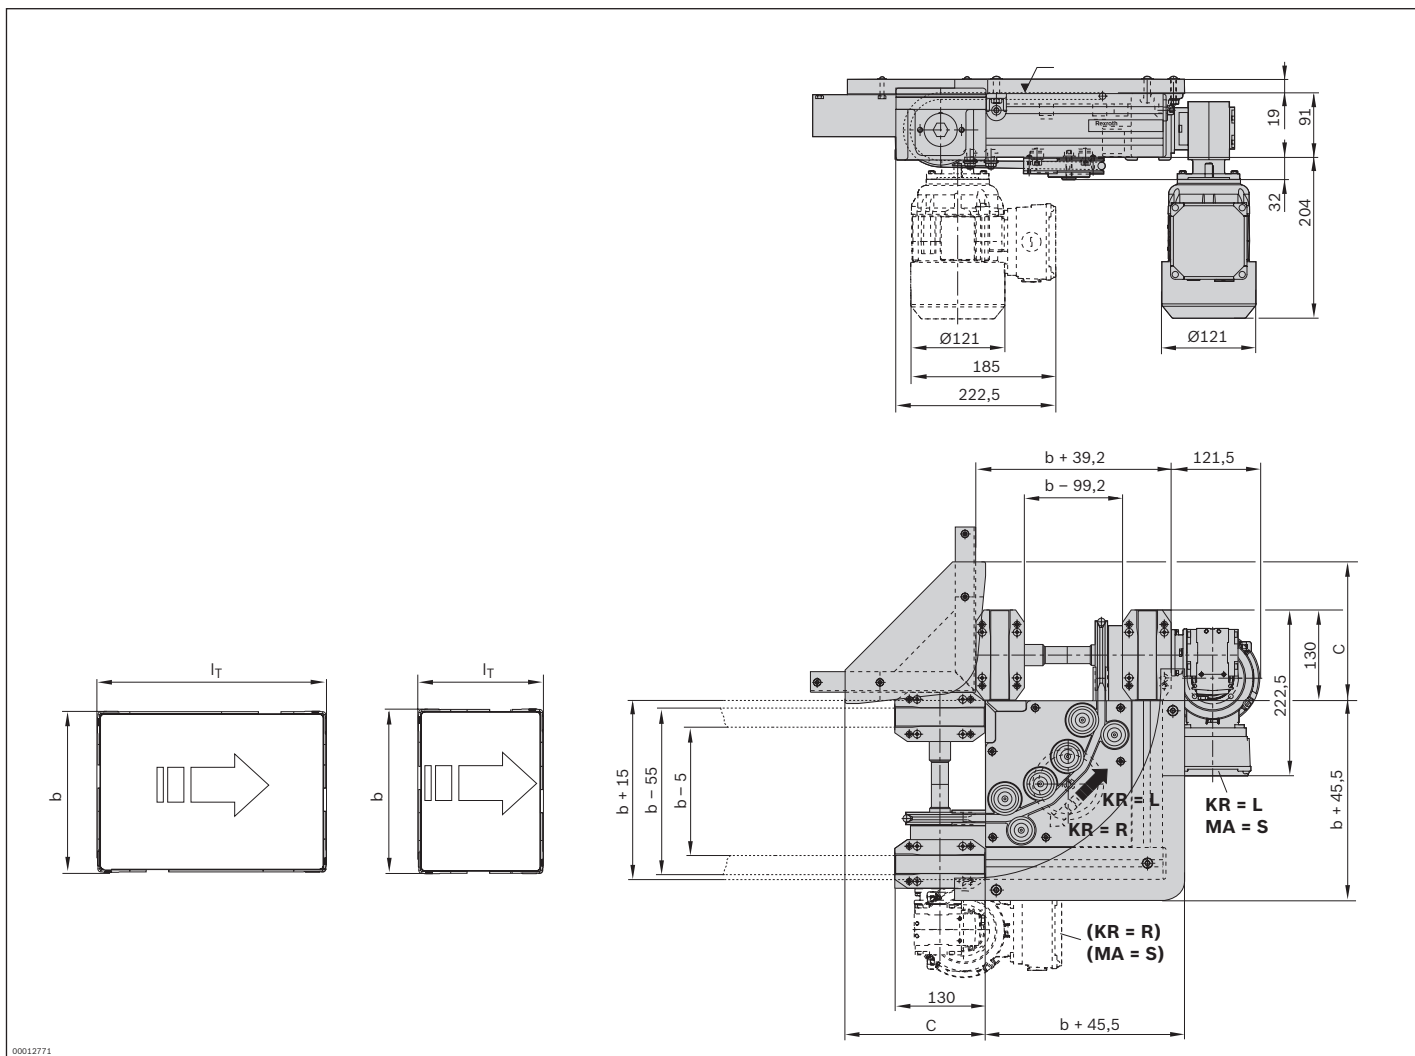 Rexroth
19
91
32
204
Ø121
185
222,5
Ø121
b + 39,2
121,5
b – 99,2
130
C
222,5
lT
lT
b
b
b + 15
b – 55
b – 5
KR = L
KR = R
KR = L
MA = S
b + 45,5
(KR = R)
(MA = S)
130
C
b + 45,5
00012771